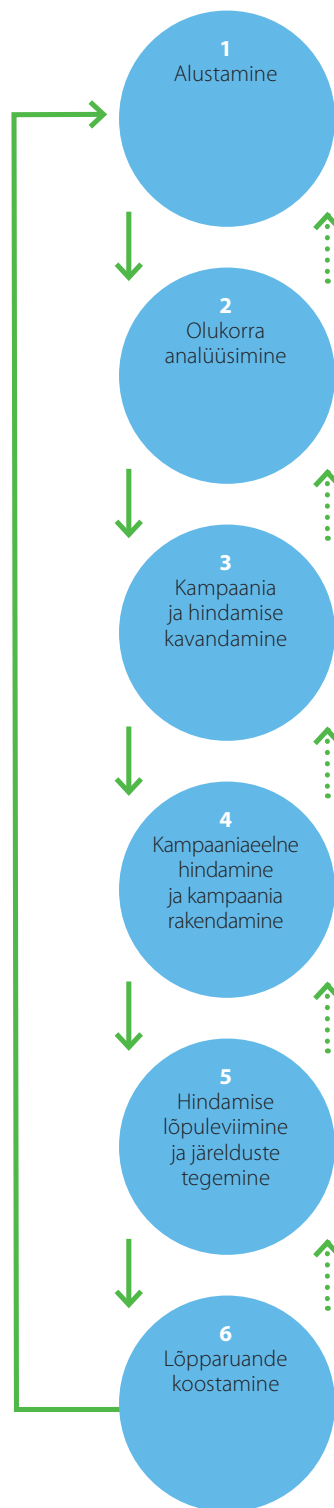 1
Alustamine
2
Olukorra
analüüsimine
3
Kampaania
ja hindamise
kavandamine
4
Kampaaniaeelne
hindamine
ja kampaania
rakendamine
5
Hindamise
lõpuleviimine
ja järelduste
tegemine
6
Lõpparuande
koostamine